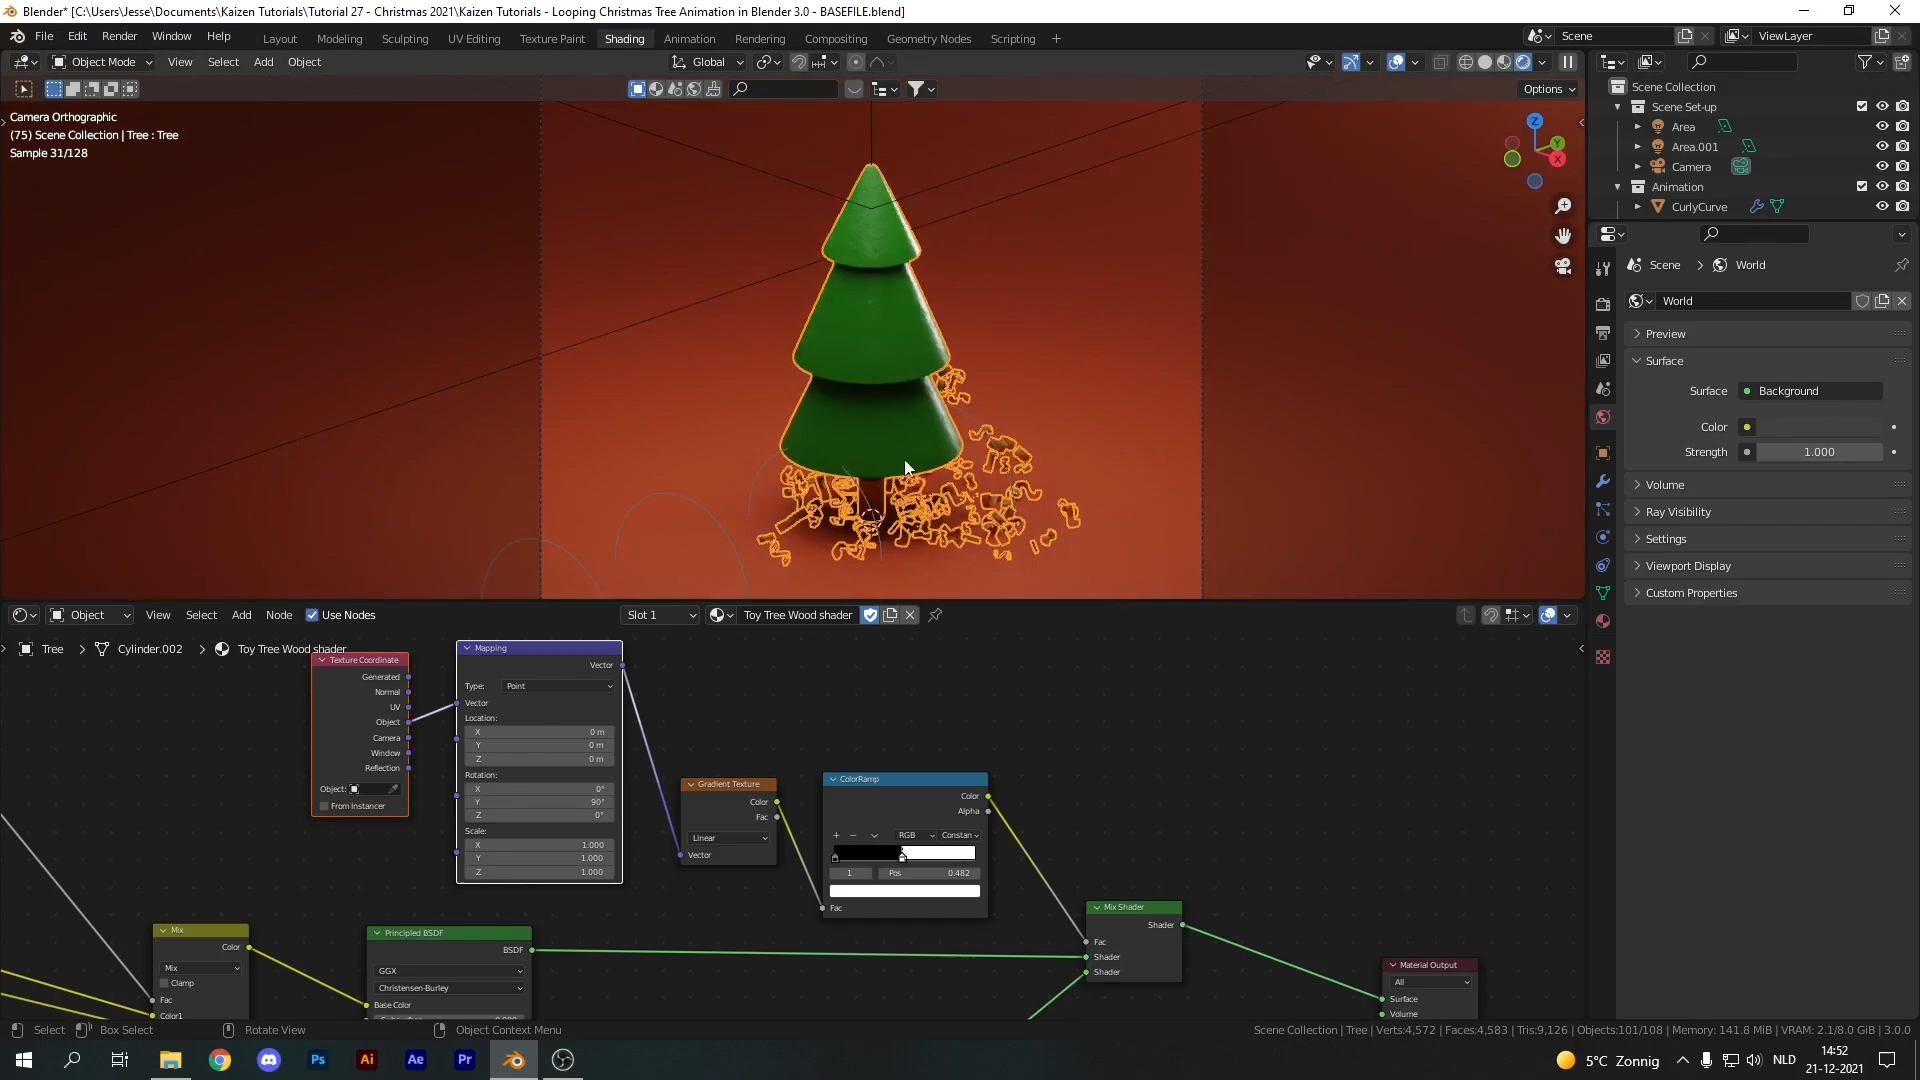 Blender* [C:\Users\Jesse\Documents\Kaizen Tutorials\Tutorial 27 - Christmas 2021\Kaizen Tutorials - Looping Christmas Tree Animation in Blender 3.0 - BASEFILE.blend]
File Edit Render Window Help Layout Modeling Sculpting UV Editing Texture Paint Shading Animation Rendering Compositing Geometry Nodes Scripting + Scene ViewLayer
Object Mode View Select Add Object Global
Options
Camera Orthographic
(75) Scene Collection | Tree : Tree
Sample 31/128
Z
Y
X
Scene Collection
Scene Set-up
Area
Area.001
Camera
Animation
CurlyCurve
Scene > World
World
Preview
Surface
Surface Background
Color
Strength 1.000
Volume
Ray Visibility
Settings
Viewport Display
Custom Properties
Object View Select Add Node Use Nodes Slot 1 Toy Tree Wood shader
Tree > Cylinder.002 > Toy Tree Wood shader
Texture Coordinate
Generated
Normal
UV
Object
Camera
Window
Reflection
Object:
From Instancer
Mapping
Vector
Type: Point
Vector
Location:
X 0 m
Y 0 m
Z 0 m
Rotation:
X 0°
Y 90°
Z 0°
Scale:
X 1.000
Y 1.000
Z 1.000
Gradient Texture
Color
Fac
Linear
Vector
ColorRamp
Color
Alpha
RGB Constan
1 Pos 0.482
Fac
Mix
Color
Mix
Clamp
Fac
Color1
Principled BSDF
BSDF
GGX
Christensen-Burley
Base Color
Mix Shader
Shader
Fac
Shader
Shader
Material Output
All
Surface
Volume
Select Box Select Rotate View Object Context Menu Scene Collection | Tree | Verts:4,572 | Faces:4,583 | Tris:9,126 | Objects:101/108 | Memory: 141.8 MiB | VRAM: 2.1/8.0 GiB | 3.0.0
Ps Ai Ae Pr 5°C Zonnig NLD 14:52
21-12-2021